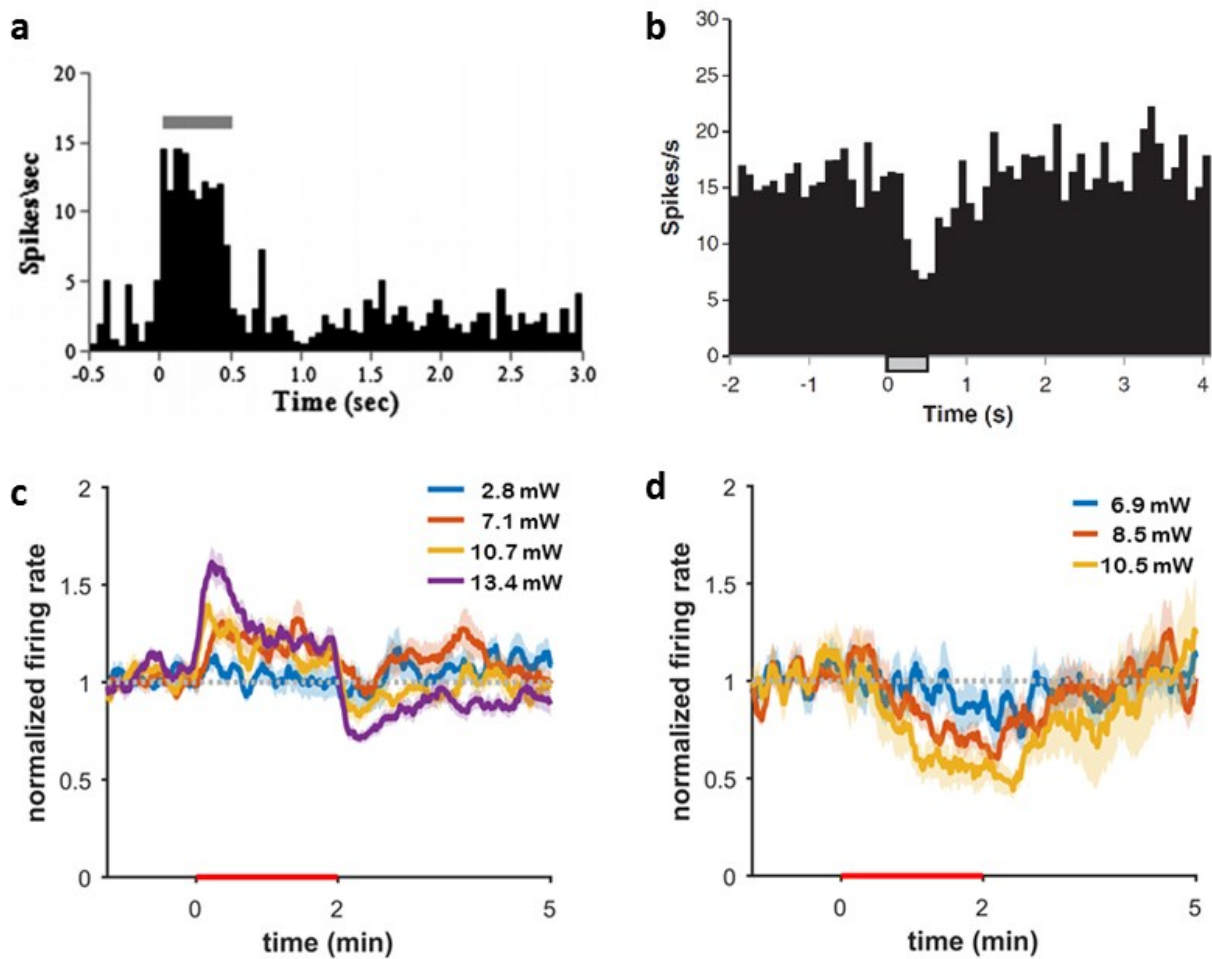 a
20
15
10
5
0
Spikes\sec
-0.5 0 0.5 1.0 1.5 2.0 2.5 3.0
Time (sec)
b
30
25
20
15
10
5
0
Spikes/s
-2 -1 0 1 2 3 4
Time (s)
c
2
1.5
1
0.5
0
normalized firing rate
2.8 mW
7.1 mW
10.7 mW
13.4 mW
0 2 5
time (min)
d
2
1.5
1
0.5
0
normalized firing rate
6.9 mW
8.5 mW
10.5 mW
0 2 5
time (min)